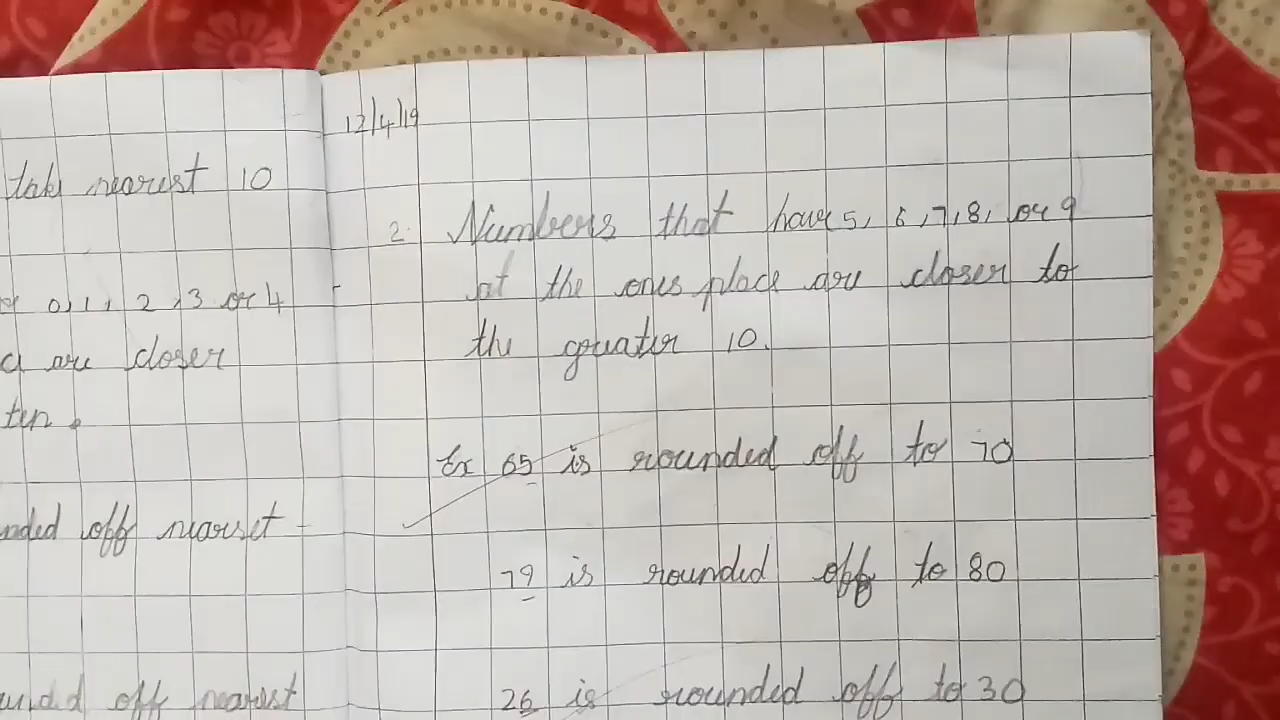 take nearest 10
0, 1, 2, 3 or 4
are closer
ten.
nded off nearest
unded off nearest
12/4/19
2. Numbers that have 5, 6, 7, 8, or 9
at the ones place are closer to
the greater 10.
Ex 65 is rounded off to 70
79 is rounded off to 80
26 is rounded off to 30